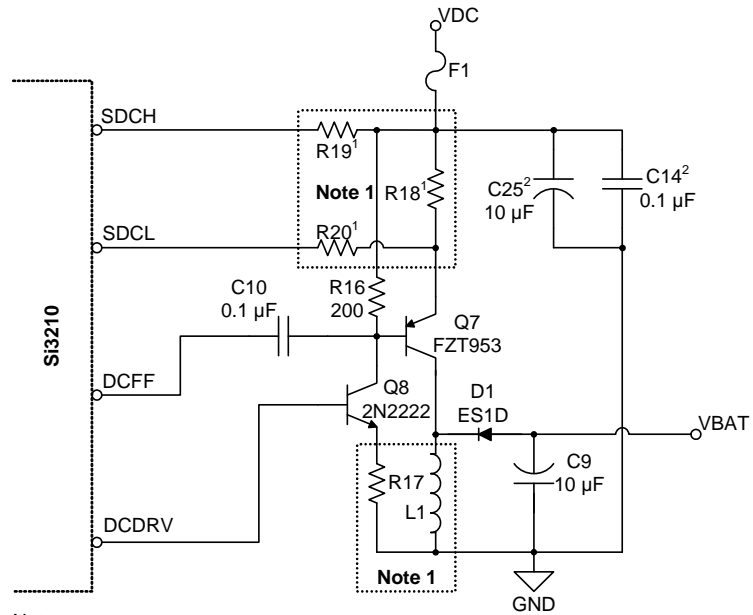 VDC
F1
SDCH
R19¹
Note 1
R18¹
C25²
10 µF
C14²
0.1 µF
SDCL
R20¹
Si3210
C10
0.1 µF
R16
200
Q7
FZT953
DCFF
Q8
2N2222
D1
ES1D
VBAT
R17
L1
C9
10 µF
DCDRV
Note 1
GND